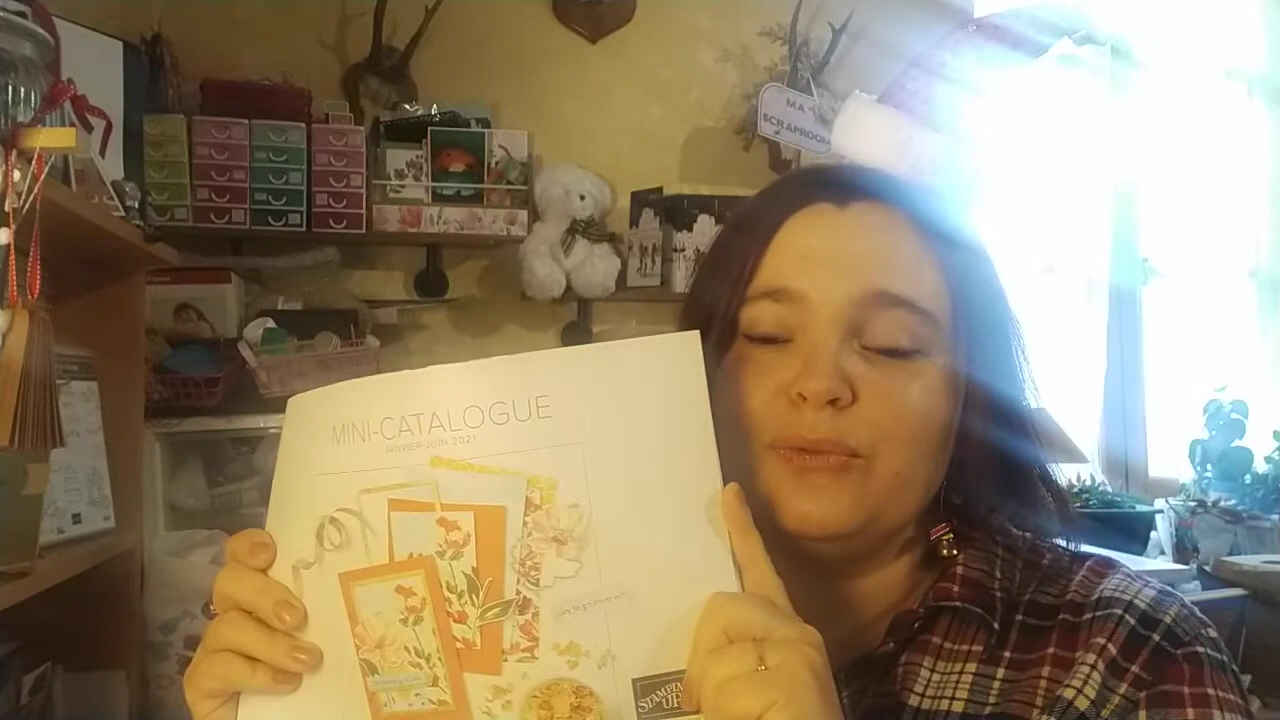 MA
SCRAPROOM
MINI-CATALOGUE
JANVIER-JUIN 2021
STAMPIN'
UP!